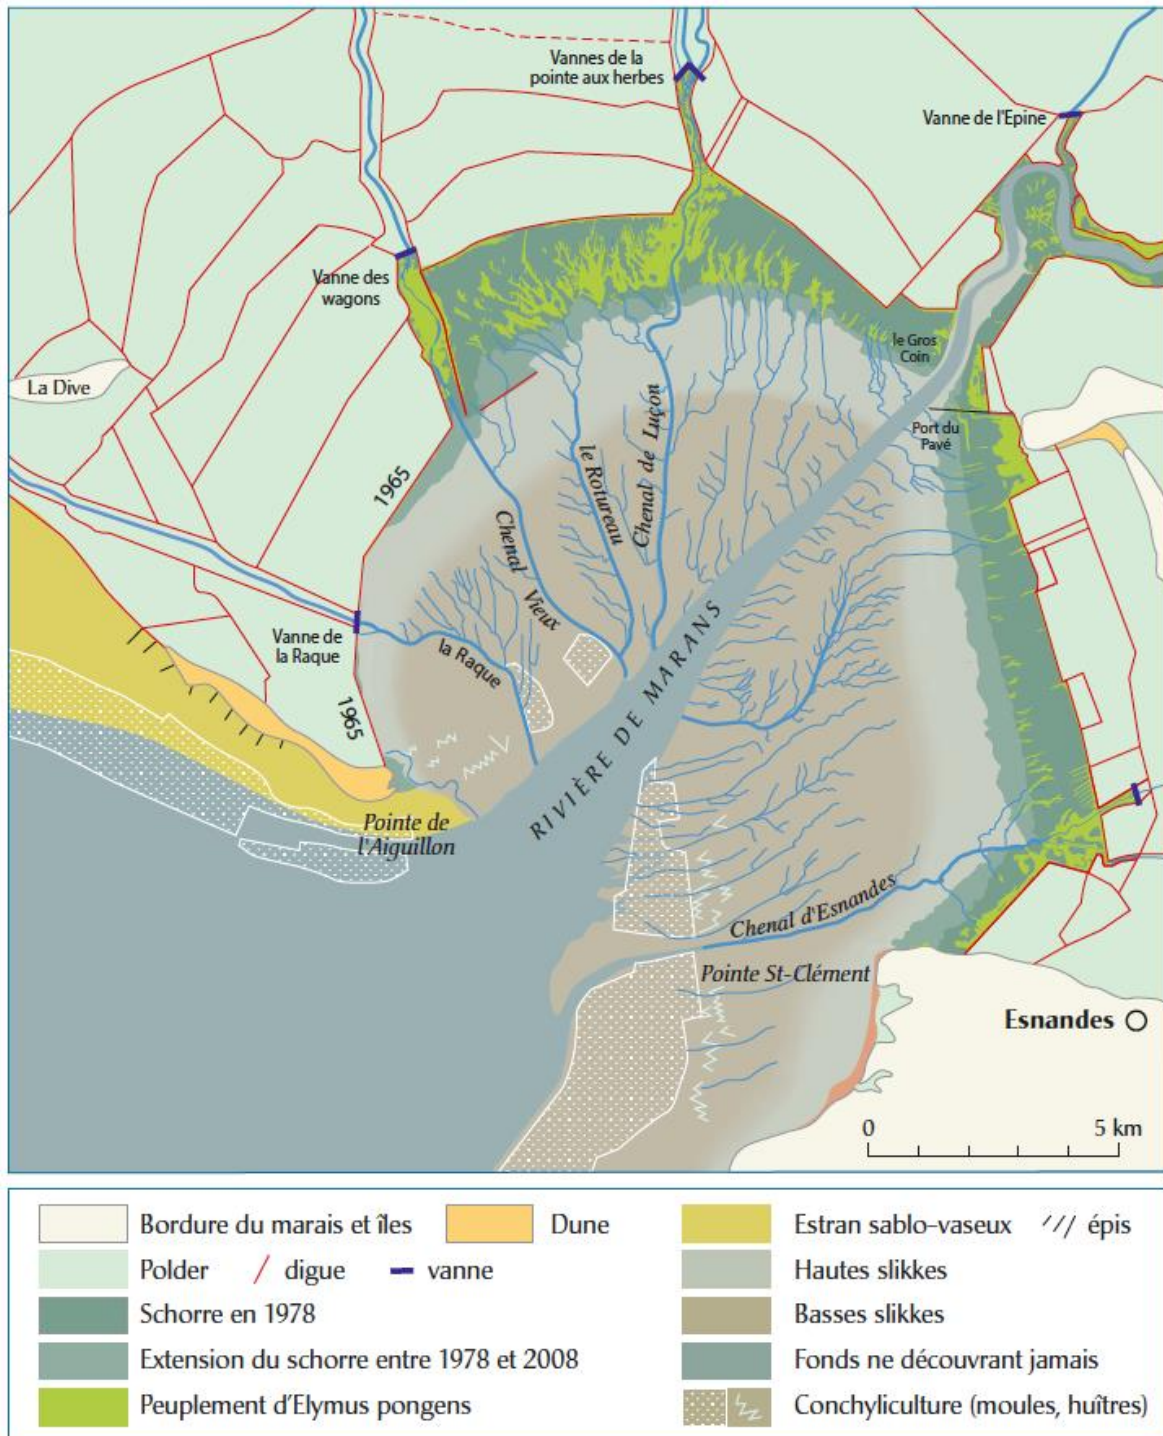 Vannes de la
pointe aux herbes
Vanne de l'Epine
Vanne des
wagons
La Dive
le Gros
Coin
Port du
Pavé
1965
Chenal Vieux
le Rotureau
Chenal de Luçon
Vanne de
la Raque
la Raque
1965
RIVIÈRE DE MARANS
Pointe de
l'Aiguillon
Chenal d'Esnandes
Pointe St-Clément
Esnandes
0 5 km
Bordure du marais et îles Dune Estran sablo-vaseux épis
Polder digue vanne Hautes slikkes
Schorre en 1978 Basses slikkes
Extension du schorre entre 1978 et 2008 Fonds ne découvrant jamais
Peuplement d'Elymus pongens Conchyliculture (moules, huîtres)